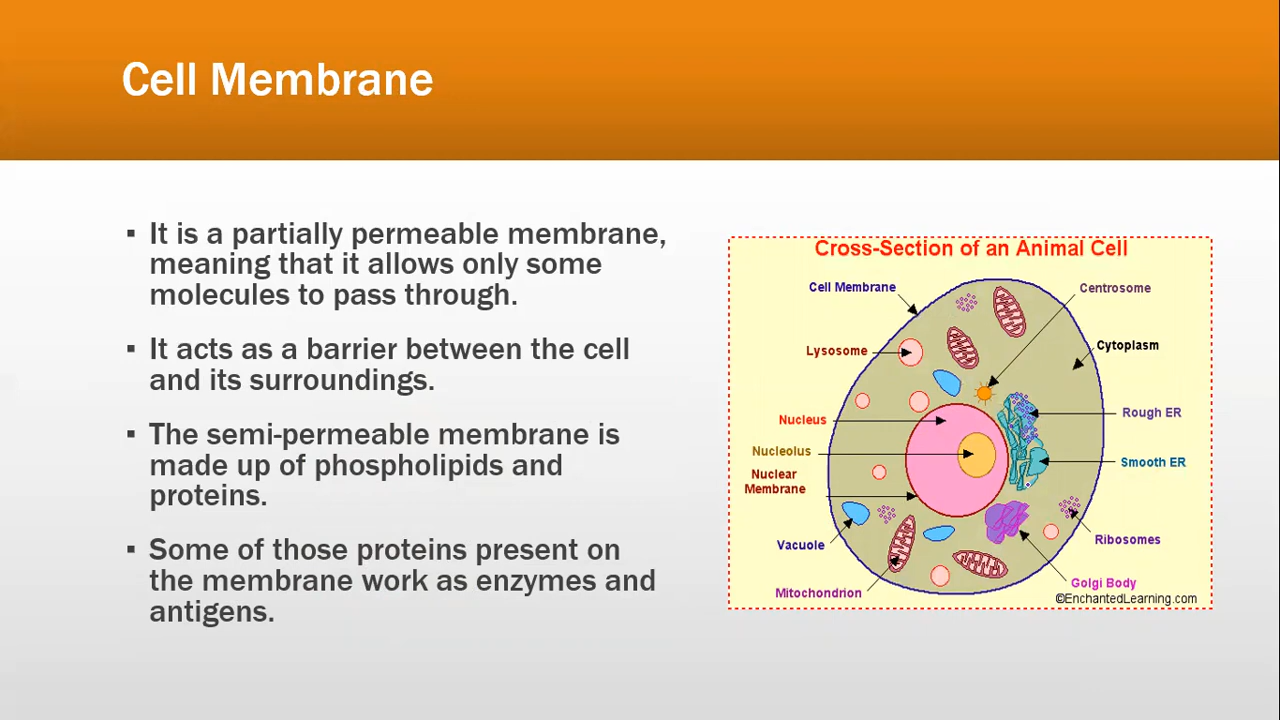 Cell Membrane
▪ It is a partially permeable membrane,
meaning that it allows only some
molecules to pass through.
▪ It acts as a barrier between the cell
and its surroundings.
▪ The semi-permeable membrane is
made up of phospholipids and
proteins.
▪ Some of those proteins present on
the membrane work as enzymes and
antigens.
Cross-Section of an Animal Cell
Cell Membrane
Centrosome
Lysosome
Cytoplasm
Nucleus
Rough ER
Nucleolus
Smooth ER
Nuclear
Membrane
Vacuole
Ribosomes
Mitochondrion
Golgi Body
©EnchantedLearning.com